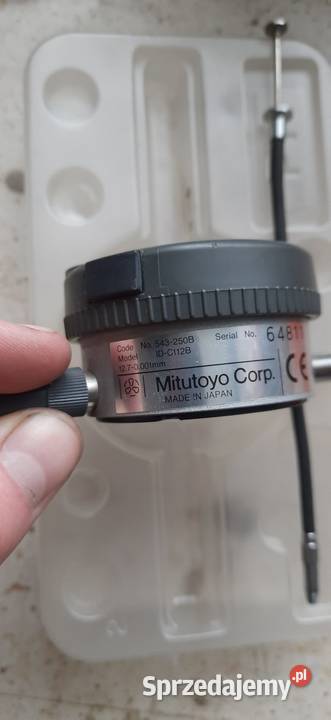 Code No. 543-250B Serial No. 64811
Model ID-C112B
12.7-0.001mm
Mitutoyo Corp. CE
MADE IN JAPAN
Sprzedajemy.pl